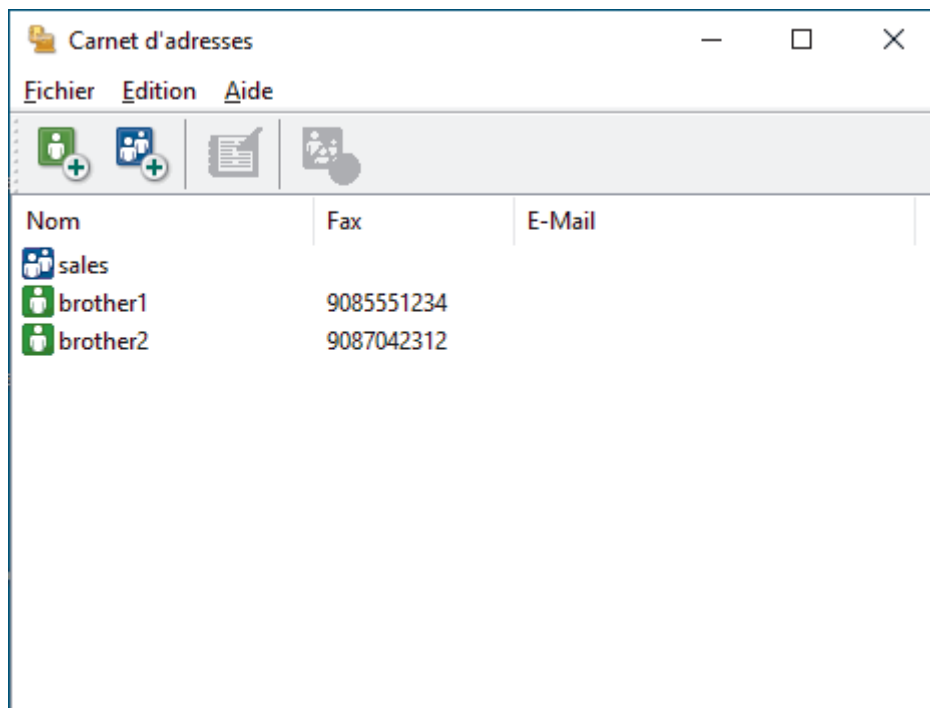 Carnet d'adresses
Fichier Edition Aide
Nom Fax E-Mail
sales
brother1 9085551234
brother2 9087042312